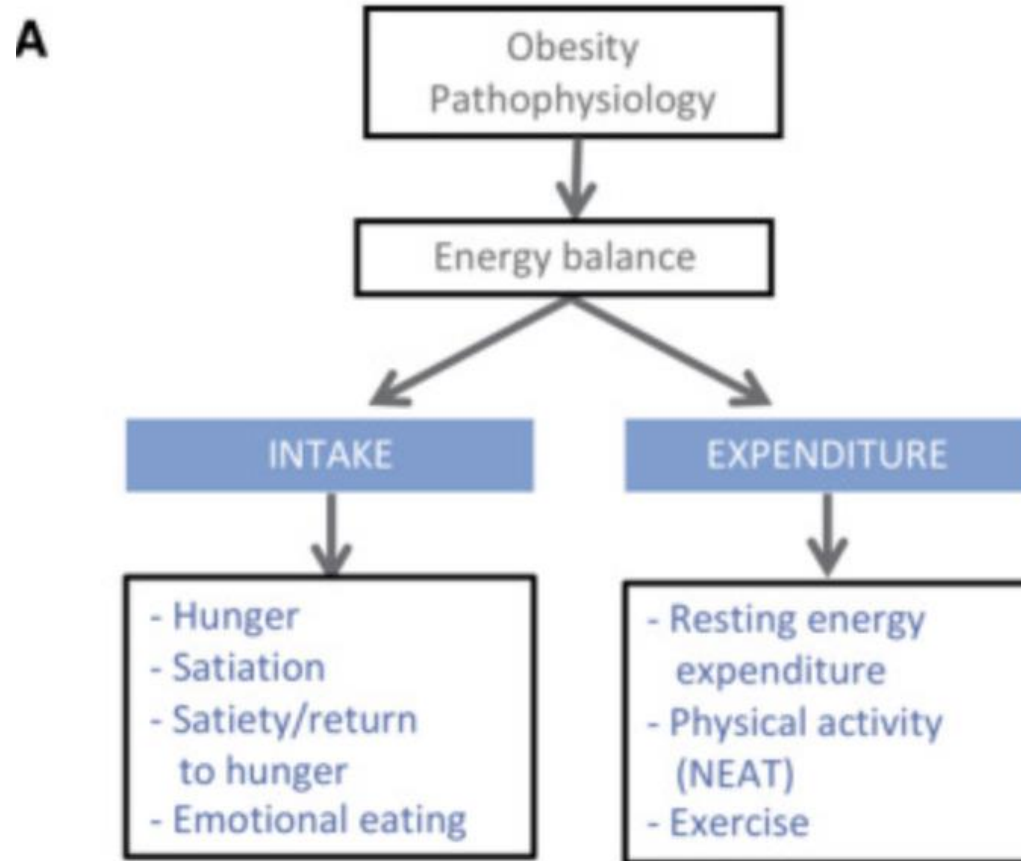 A
Obesity
Pathophysiology
Energy balance
INTAKE
EXPENDITURE
- Hunger
- Satiation
- Satiety/return
to hunger
- Emotional eating
- Resting energy
expenditure
- Physical activity
(NEAT)
- Exercise